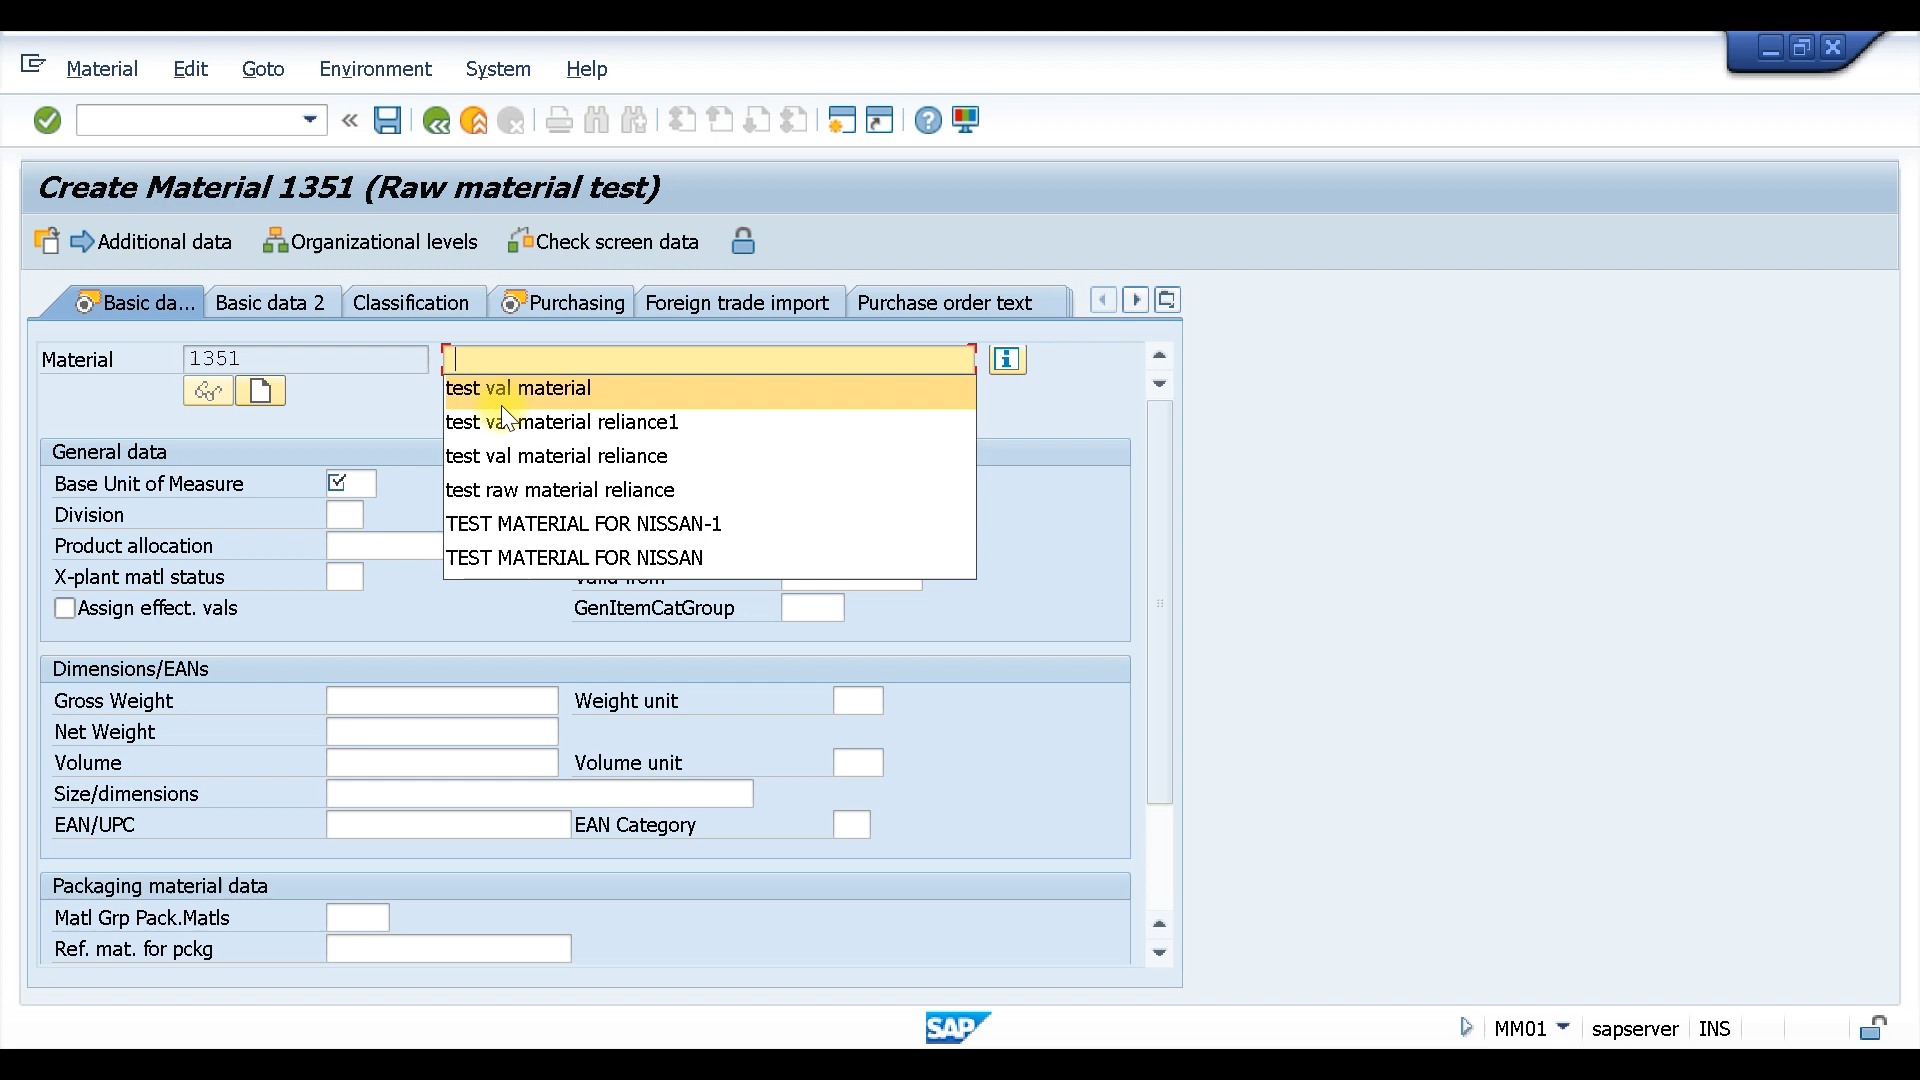 Material Edit Goto Environment System Help
Create Material 1351 (Raw material test)
Additional data Organizational levels Check screen data
Basic da... Basic data 2 Classification Purchasing Foreign trade import Purchase order text
Material 1351
test val material
test val material reliance1
test val material reliance
test raw material reliance
TEST MATERIAL FOR NISSAN-1
TEST MATERIAL FOR NISSAN
General data
Base Unit of Measure
Division
Product allocation
X-plant matl status Valid from
Assign effect. vals GenItemCatGroup
Dimensions/EANs
Gross Weight Weight unit
Net Weight
Volume Volume unit
Size/dimensions
EAN/UPC EAN Category
Packaging material data
Matl Grp Pack.Matls
Ref. mat. for pckg
SAP MM01 sapserver INS